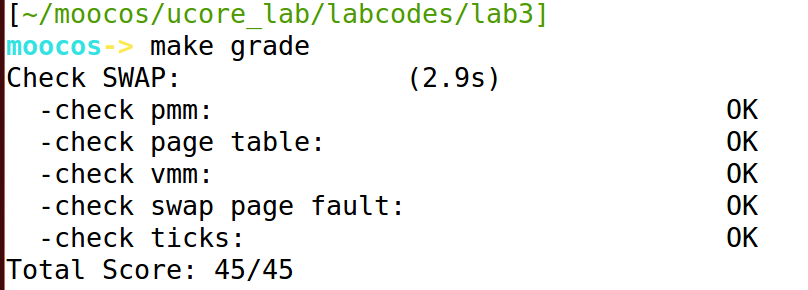 [~/moocos/ucore_lab/labcodes/lab3]
moocos-> make grade
Check SWAP:              (2.9s)
  -check pmm:                                OK
  -check page table:                         OK
  -check vmm:                                OK
  -check swap page fault:                    OK
  -check ticks:                              OK
Total Score: 45/45